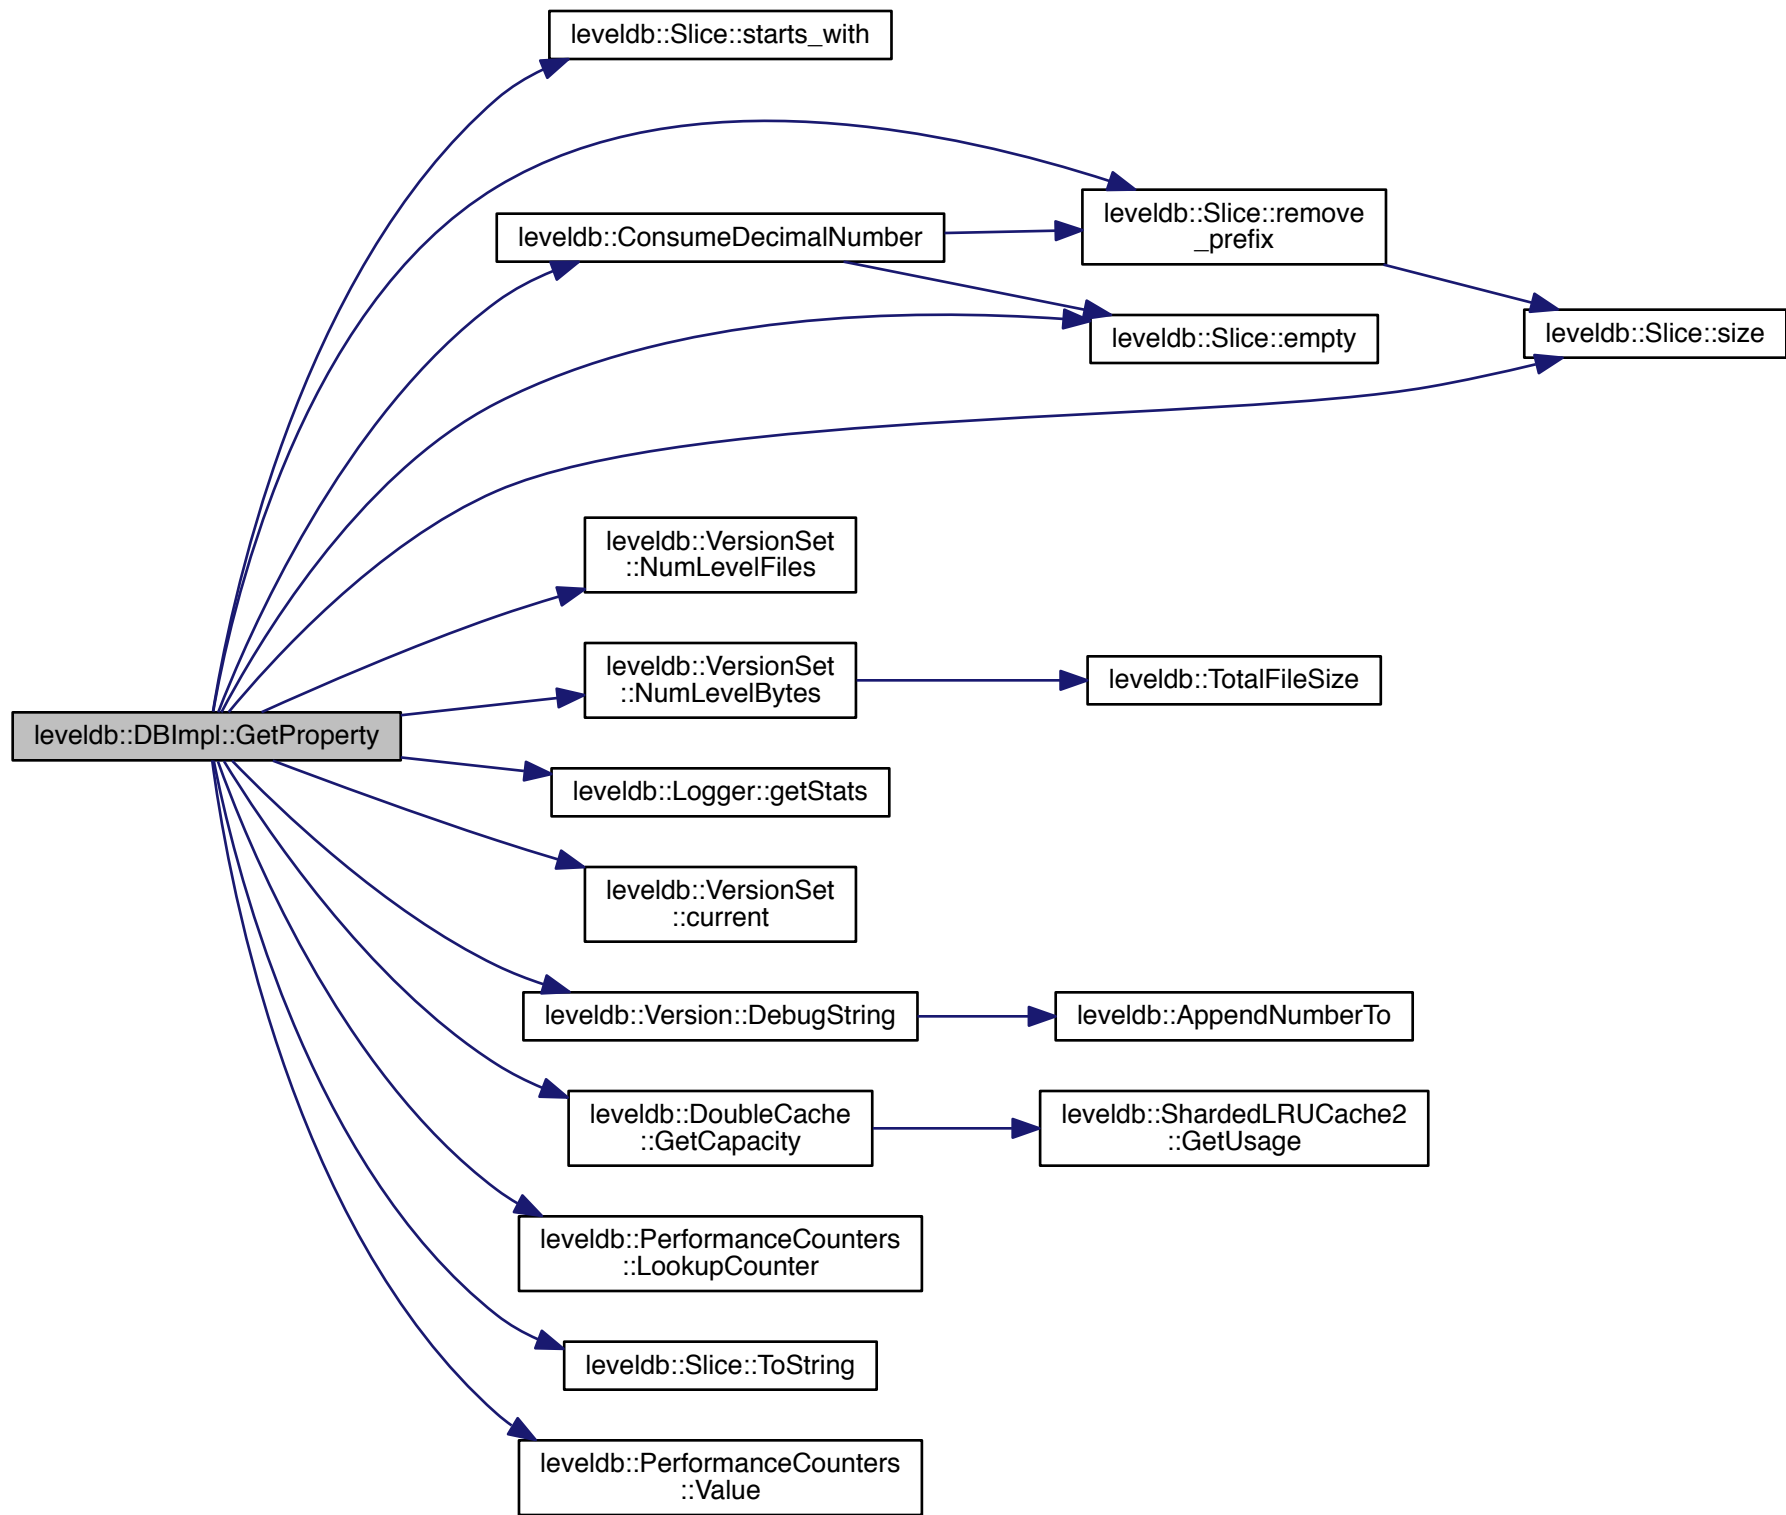 leveldb::Slice::starts_with
leveldb::Slice::remove
_prefix
leveldb::ConsumeDecimalNumber
leveldb::Slice::empty
leveldb::Slice::size
leveldb::VersionSet
::NumLevelFiles
leveldb::VersionSet
::NumLevelBytes
leveldb::TotalFileSize
leveldb::DBImpl::GetProperty
leveldb::Logger::getStats
leveldb::VersionSet
::current
leveldb::Version::DebugString
leveldb::AppendNumberTo
leveldb::DoubleCache
::GetCapacity
leveldb::ShardedLRUCache2
::GetUsage
leveldb::PerformanceCounters
::LookupCounter
leveldb::Slice::ToString
leveldb::PerformanceCounters
::Value